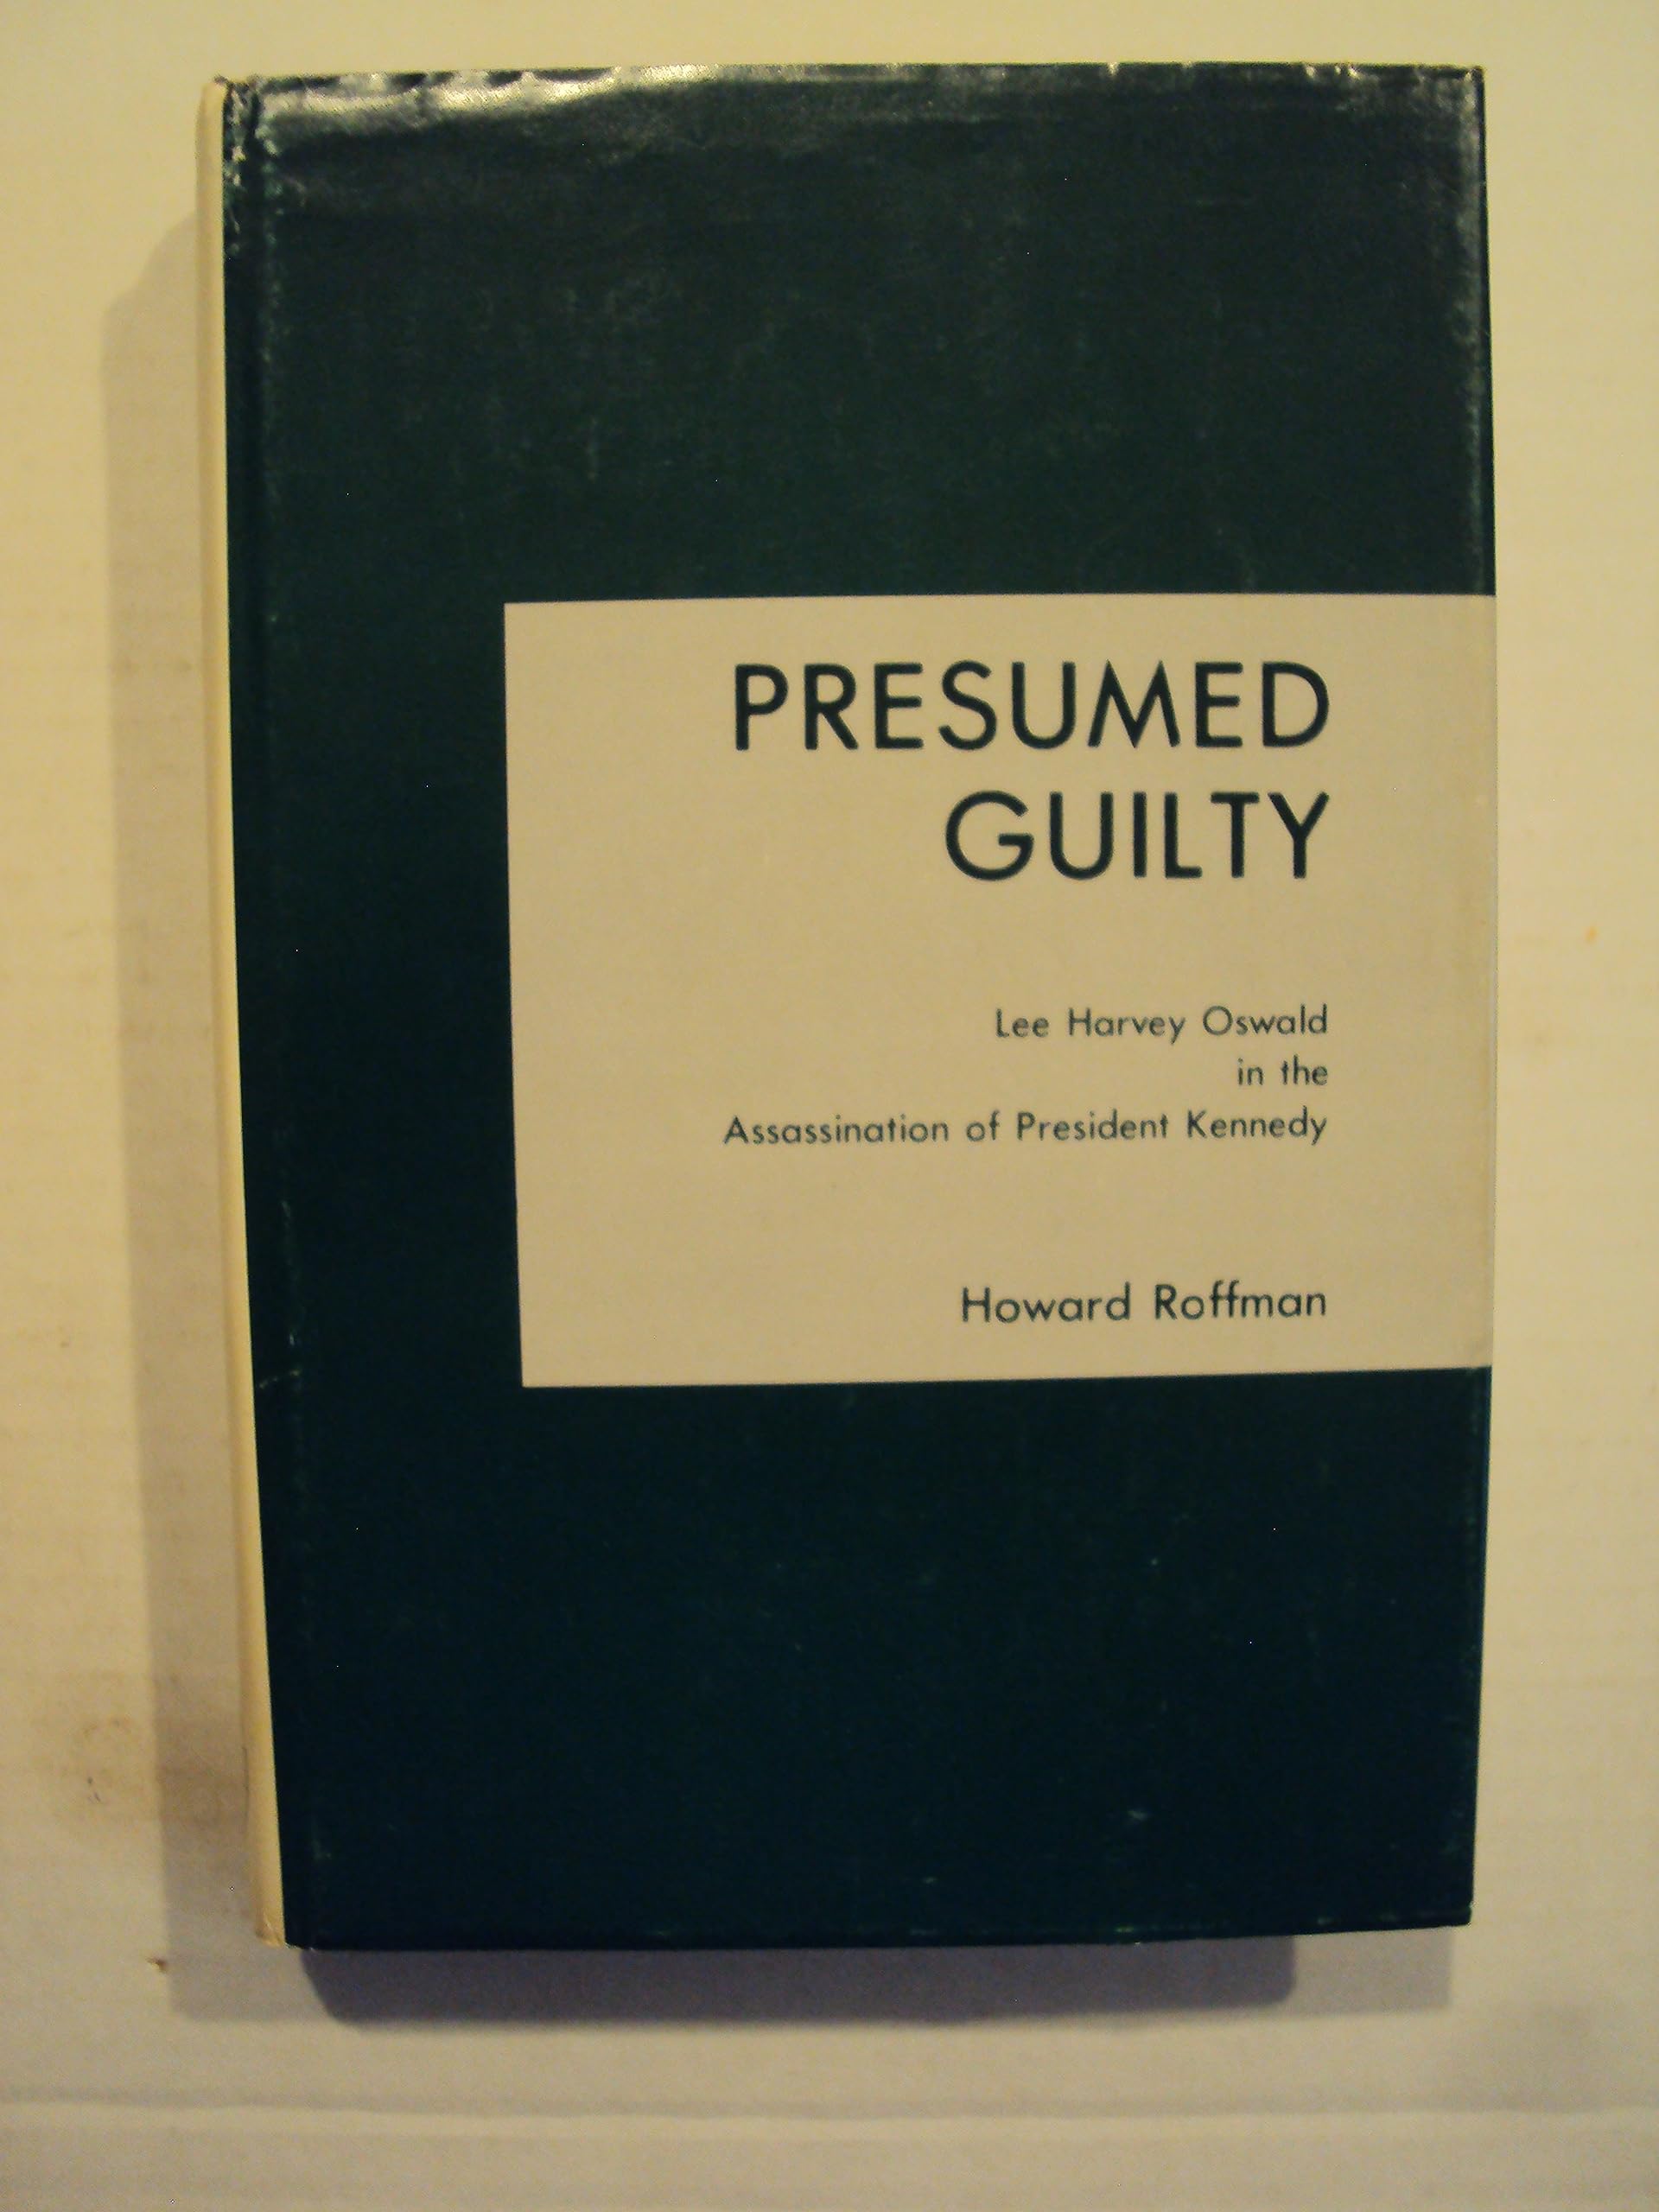 PRESUMED
GUILTY
Lee Harvey Oswald
in the
Assassination of President Kennedy
Howard Roffman